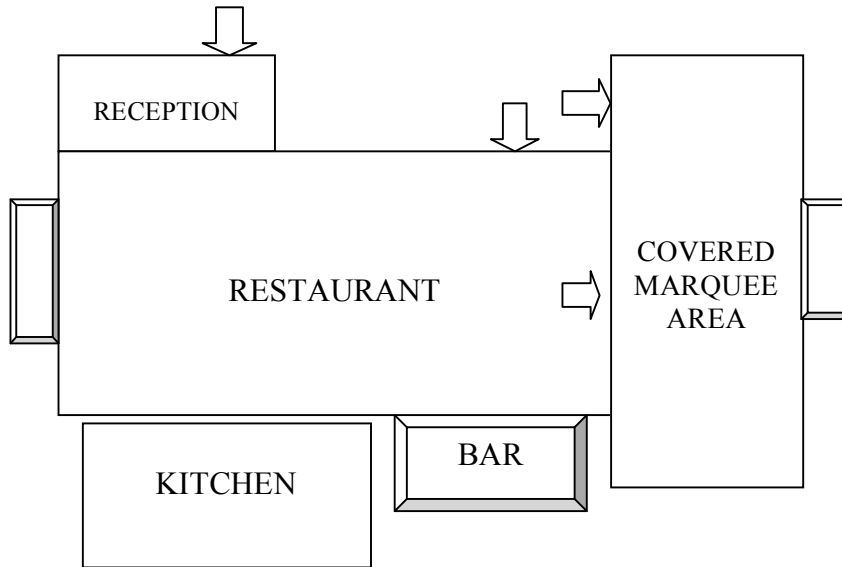 RECEPTION
RESTAURANT
COVERED
MARQUEE
AREA
BAR
KITCHEN